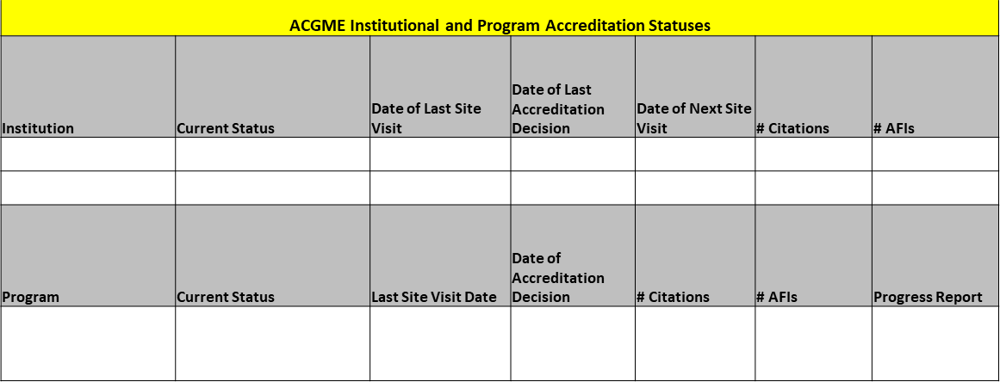 ACGME Institutional and Program Accreditation Statuses
Institution
Current Status
Date of Last Site
Visit
Date of Last
Accreditation
Decision
Date of Next Site
Visit
# Citations
# AFIs
Program
Current Status
Last Site Visit Date
Date of
Accreditation
Decision
# Citations
# AFIs
Progress Report